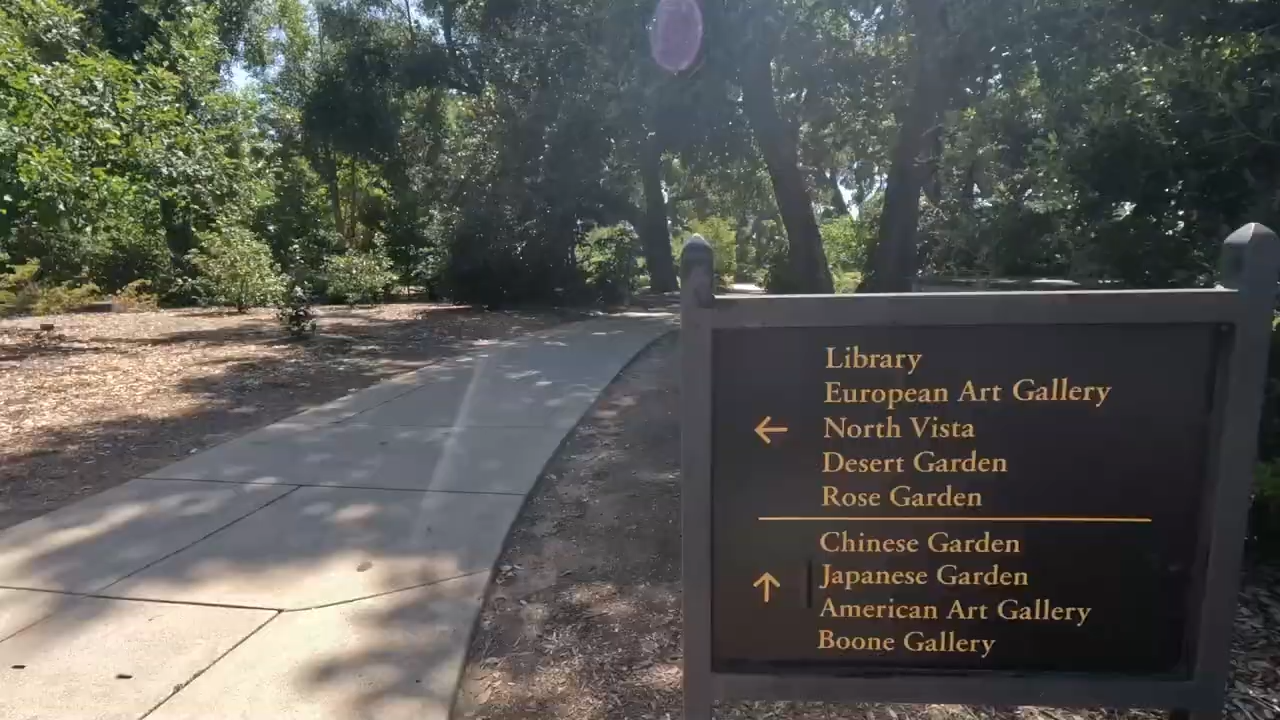 Library
European Art Gallery
← North Vista
Desert Garden
Rose Garden
Chinese Garden
↑ Japanese Garden
American Art Gallery
Boone Gallery